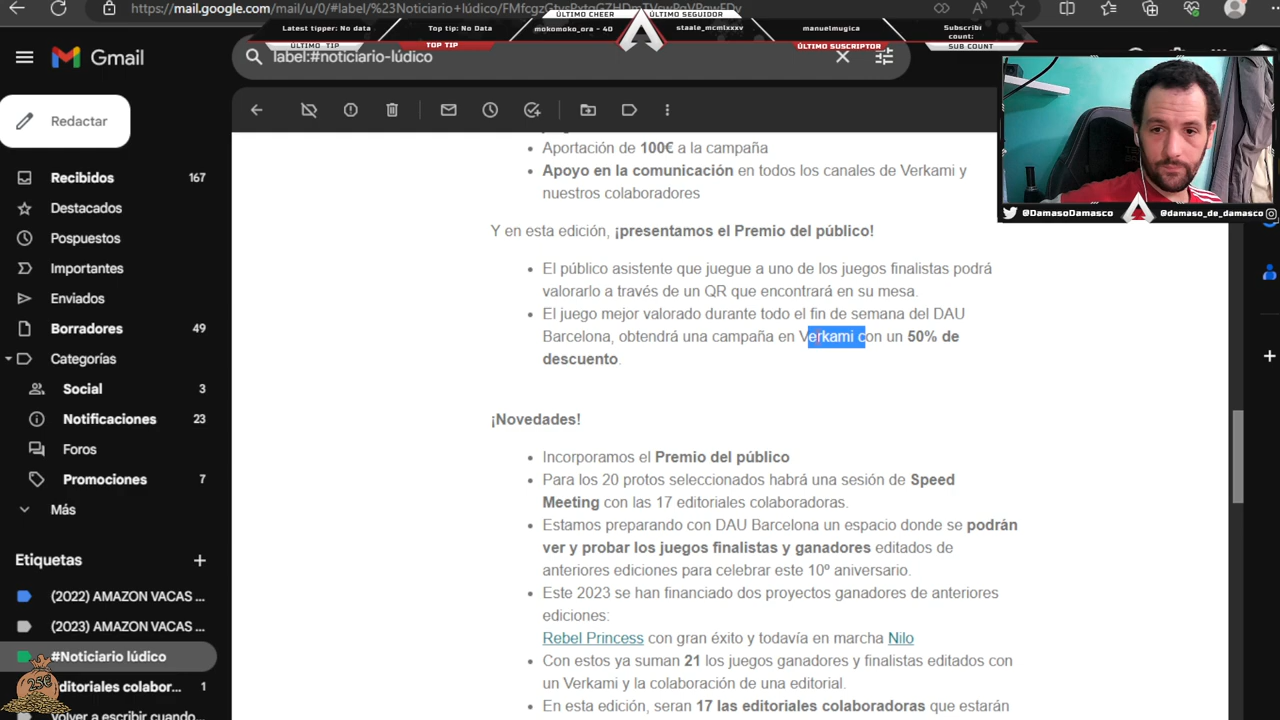 https://mail.google.com/mail/u/0/#label/%23Noticiario+lúdico/
ÚLTIMO CHEER
ÚLTIMO SEGUIDOR
Latest tipper: No data
Top tip: No Data
mokomoko_ora - 40
staale_mcmlxxxv
manuelmugica
Subscribi
count:
ÚLTIMO TIP
TOP TIP
ÚLTIMO SUSCRIPTOR
SUB COUNT
Gmail
label:#noticiario-lúdico
Redactar
Recibidos 167
Destacados
Pospuestos
Importantes
Enviados
Borradores 49
Categorías
Social 3
Notificaciones 23
Foros
Promociones 7
Más
Etiquetas
(2022) AMAZON VACAS ...
(2023) AMAZON VACAS ...
#Noticiario lúdico
ditoriales colabor... 1
volver a escribir cuando...
25€
Aportación de 100€ a la campaña
Apoyo en la comunicación en todos los canales de Verkami y
nuestros colaboradores
Y en esta edición, ¡presentamos el Premio del público!
El público asistente que juegue a uno de los juegos finalistas podrá
valorarlo a través de un QR que encontrará en su mesa.
El juego mejor valorado durante todo el fin de semana del DAU
Barcelona, obtendrá una campaña en Verkami con un 50% de
descuento.
¡Novedades!
Incorporamos el Premio del público
Para los 20 protos seleccionados habrá una sesión de Speed
Meeting con las 17 editoriales colaboradoras.
Estamos preparando con DAU Barcelona un espacio donde se podrán
ver y probar los juegos finalistas y ganadores editados de
anteriores ediciones para celebrar este 10º aniversario.
Este 2023 se han financiado dos proyectos ganadores de anteriores
ediciones:
Rebel Princess con gran éxito y todavía en marcha Nilo
Con estos ya suman 21 los juegos ganadores y finalistas editados con
un Verkami y la colaboración de una editorial.
En esta edición, seran 17 las editoriales colaboradoras que estarán
@DamasoDamasco
@damaso_de_damasco